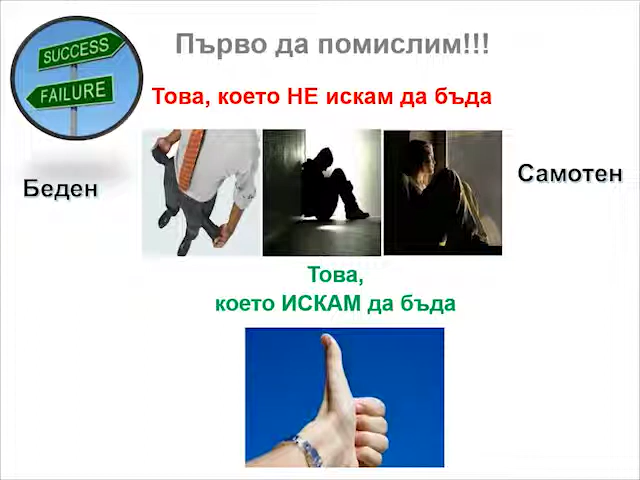 SUCCESS
FAILURE
Първо да помислим!!!
Това, което НЕ искам да бъда
Беден
Самотен
Това,
което ИСКАМ да бъда